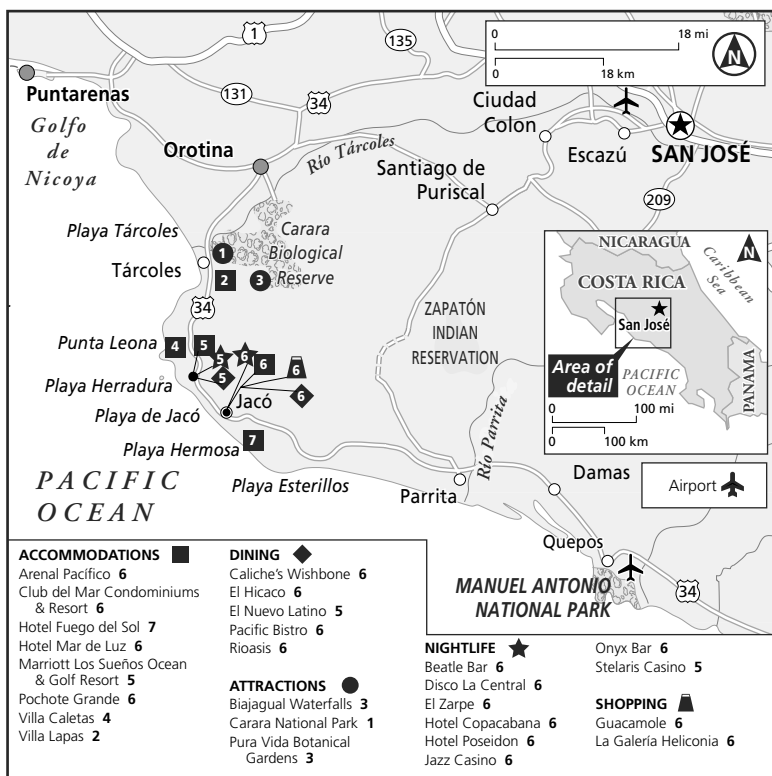 1
135
0
18 mi
0
18 km
N
Puntarenas
131
34
Ciudad
Colon
Golfo
de
Nicoya
Orotina
Río Tárcoles
Escazú
SAN JOSÉ
Santiago de
Puriscal
209
Playa Tárcoles
Carara
Biological
Reserve
1
Tárcoles
2
3
NICARAGUA
N
Caribbean
Sea
COSTA RICA
San José
Area of
detail
PACIFIC
OCEAN
PANAMA
0
100 mi
0
100 km
34
ZAPATÓN
INDIAN
RESERVATION
Punta Leona
4
5
5
6
6
6
5
6
Playa Herradura
Jacó
Playa de Jacó
Playa Hermosa
7
Río Parrita
PACIFIC
OCEAN
Playa Esterillos
Parrita
Damas
Airport
Quepos
MANUEL ANTONIO
NATIONAL PARK
34
ACCOMMODATIONS
Arenal Pacífico 6
Club del Mar Condominiums
& Resort 6
Hotel Fuego del Sol 7
Hotel Mar de Luz 6
Marriott Los Sueños Ocean
& Golf Resort 5
Pochote Grande 6
Villa Caletas 4
Villa Lapas 2
DINING
Caliche's Wishbone 6
El Hicaco 6
El Nuevo Latino 5
Pacific Bistro 6
Rioasis 6
ATTRACTIONS
Biajagual Waterfalls 3
Carara National Park 1
Pura Vida Botanical
Gardens 3
NIGHTLIFE
Beatle Bar 6
Disco La Central 6
El Zarpe 6
Hotel Copacabana 6
Hotel Poseidon 6
Jazz Casino 6
Onyx Bar 6
Stelaris Casino 5
SHOPPING
Guacamole 6
La Galería Heliconia 6